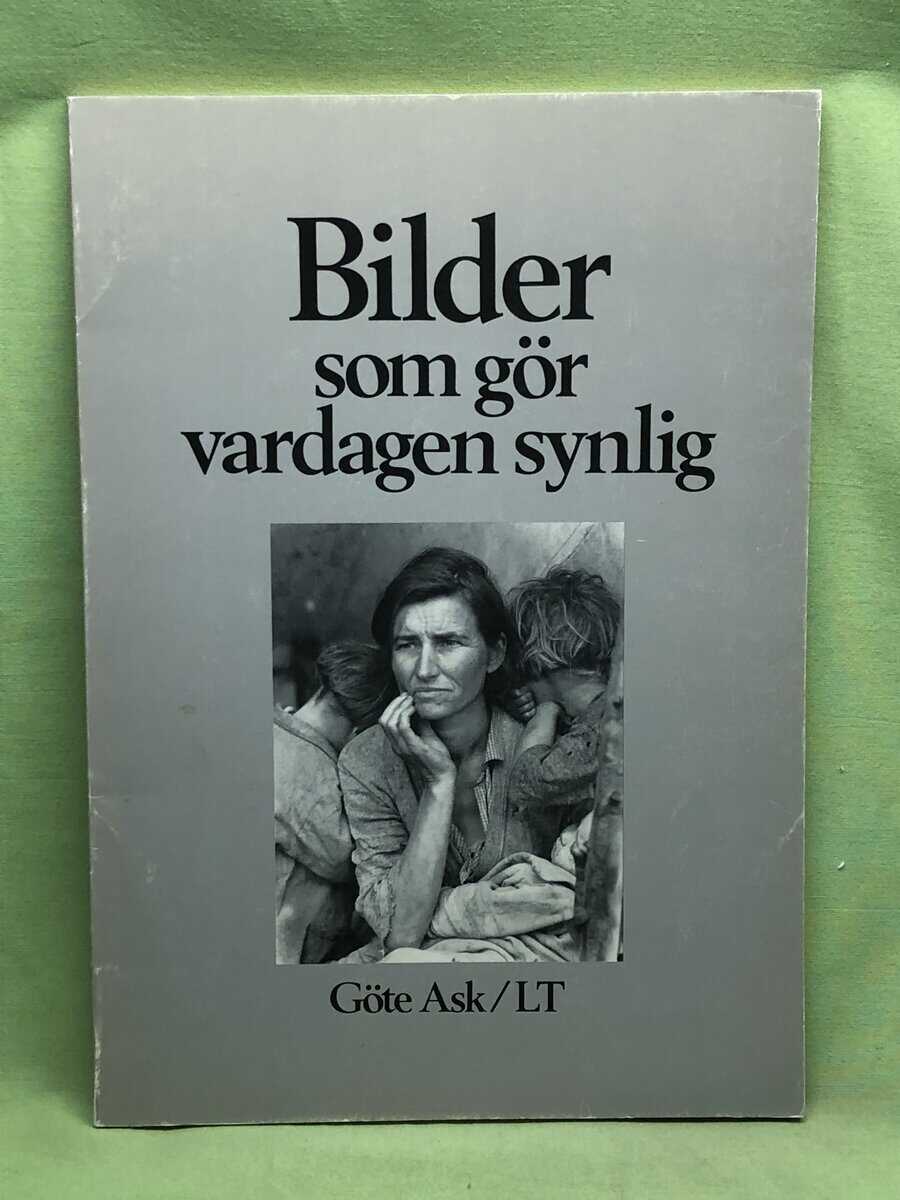 Bilder
som gör
vardagen synlig
Göte Ask/LT